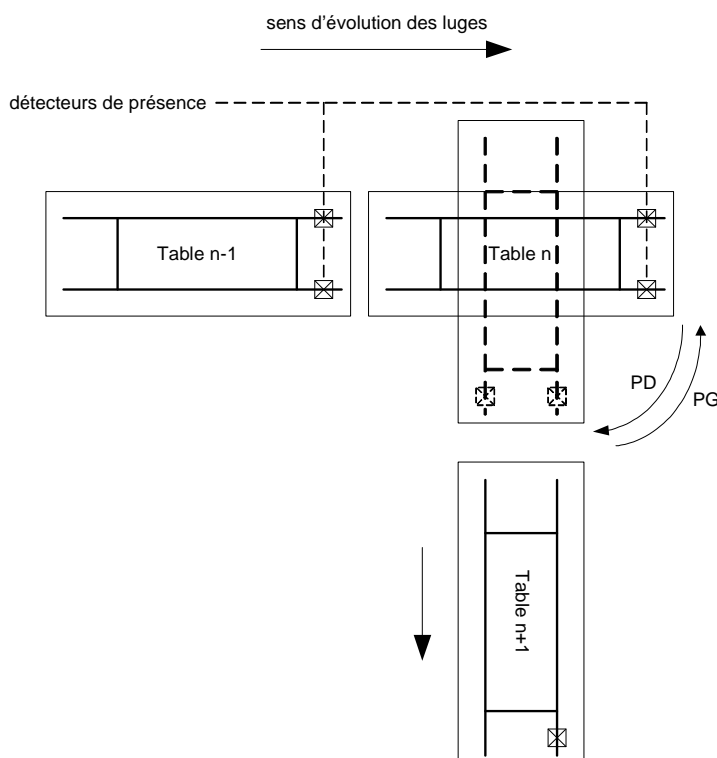 sens d’évolution des luges
détecteurs de présence
Table n-1
Table n
PD
PG
Table n+1